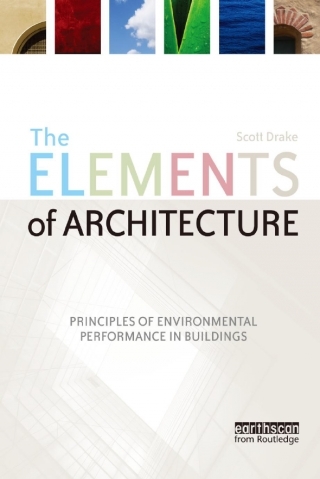 The
Scott Drake
ELEMENTS
of ARCHITECTURE
PRINCIPLES OF ENVIRONMENTAL
PERFORMANCE IN BUILDINGS
earthscan
from Routledge